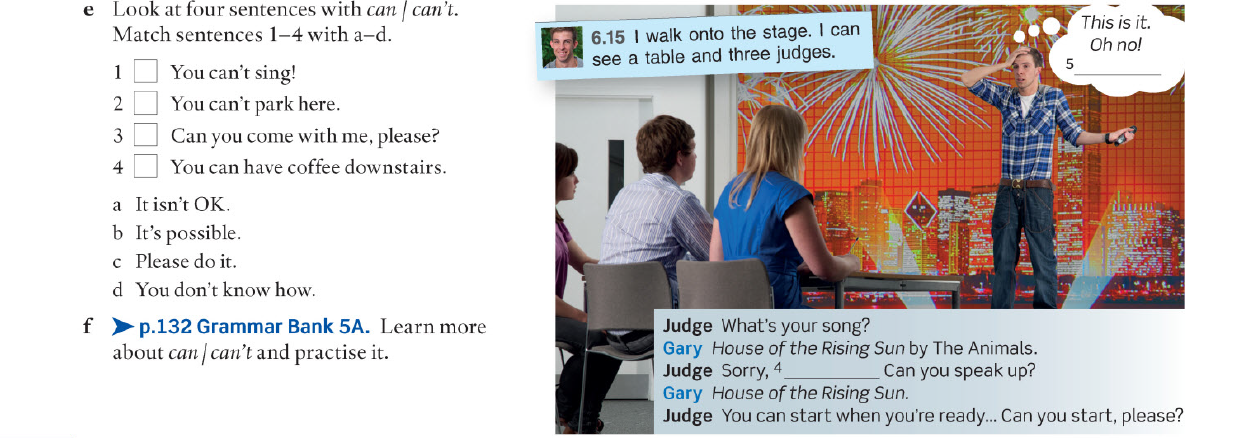 e Look at four sentences with can / can't.
Match sentences 1–4 with a–d.
1 You can't sing!
2 You can't park here.
3 Can you come with me, please?
4 You can have coffee downstairs.
a It isn't OK.
b It's possible.
c Please do it.
d You don't know how.
f ➤ p.132 Grammar Bank 5A. Learn more
about can / can't and practise it.
6.15 I walk onto the stage. I can
see a table and three judges.
This is it.
Oh no!
5 __________
Judge What's your song?
Gary House of the Rising Sun by The Animals.
Judge Sorry, 4 __________ Can you speak up?
Gary House of the Rising Sun.
Judge You can start when you're ready... Can you start, please?